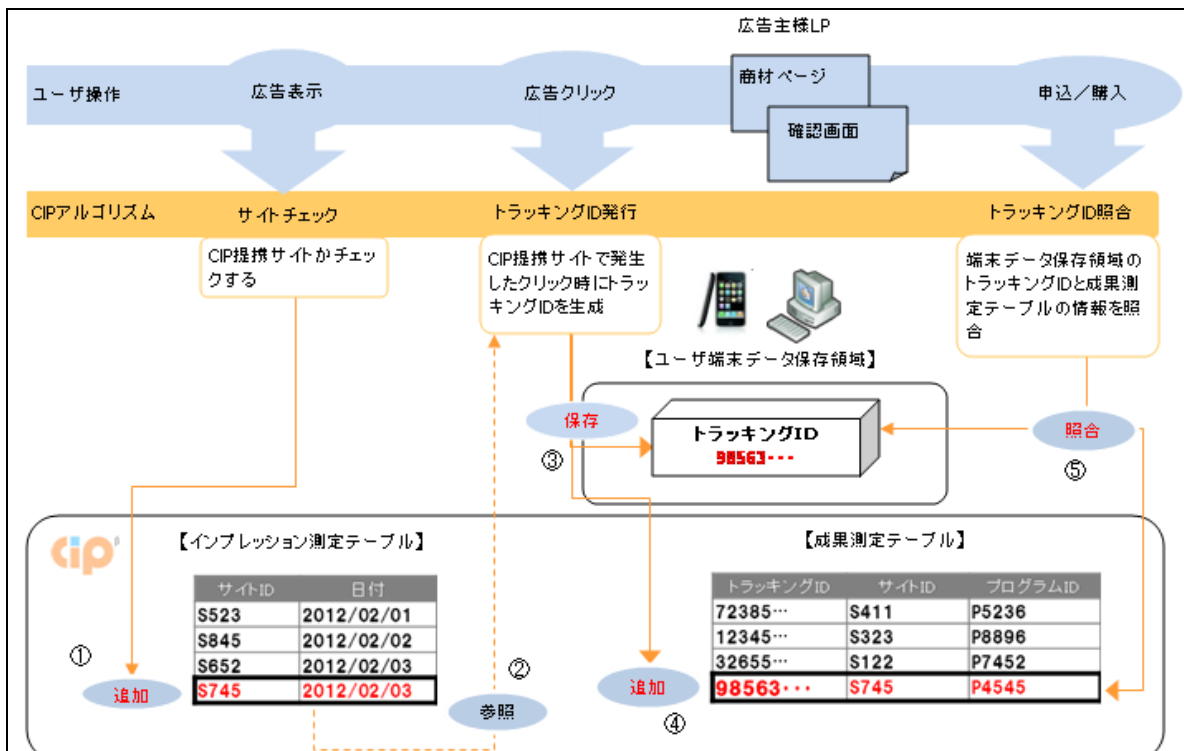 広告主様LP
商材ページ
確認画面
ユーザ操作
広告表示
広告クリック
申込／購入
CIPアルゴリズム
サイトチェック
トラッキングID発行
トラッキングID照合
CIP提携サイトかチェッ
クする
CIP提携サイトで発生
したクリック時にトラッ
キングIDを生成
端末データ保存領域の
トラッキングIDと成果測
定テーブルの情報を照
合
【ユーザ端末データ保存領域】
保存
③
トラッキングID
98563・・・
照合
⑤
cip
【インプレッション測定テーブル】
サイトID 日付
S523 2012/02/01
S845 2012/02/02
S652 2012/02/03
S745 2012/02/03
①
追加
②
参照
【成果測定テーブル】
トラッキングID サイトID プログラムID
72385… S411 P5236
12345… S323 P8896
32655… S122 P7452
98563・・・ S745 P4545
追加
④